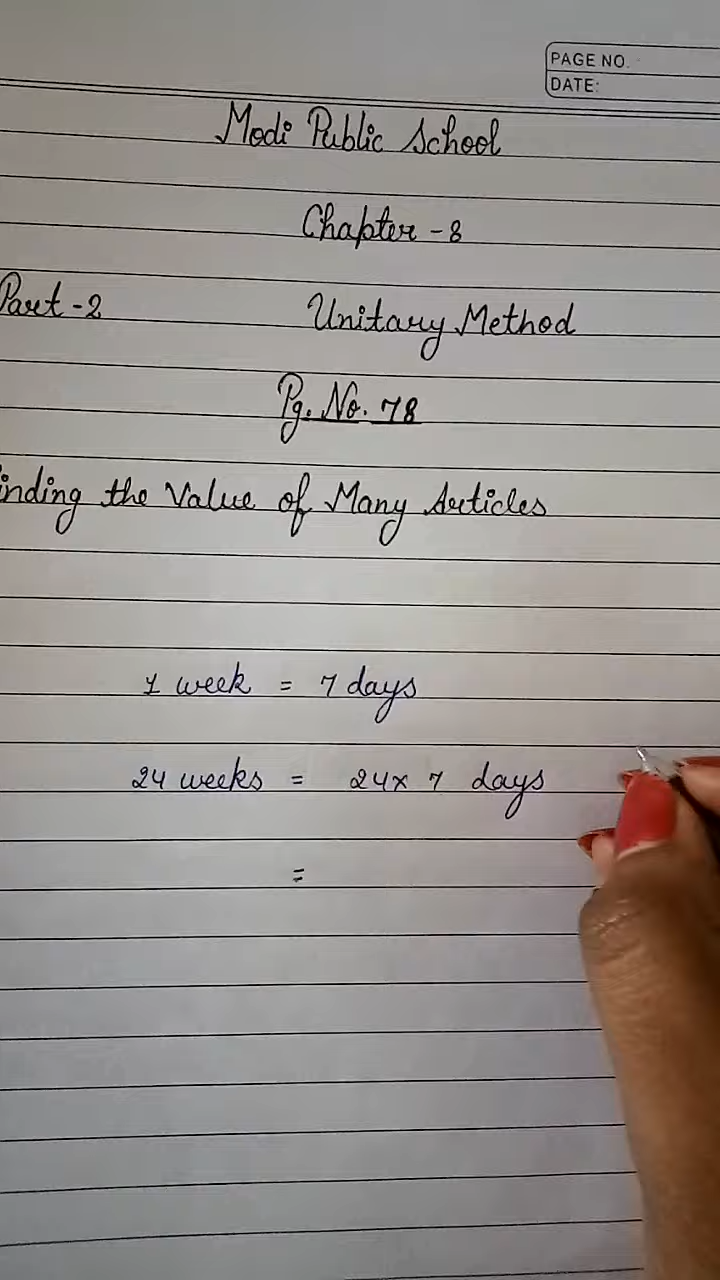 PAGE NO.
DATE:
Modi Public School
Chapter - 8
Part - 2 Unitary Method
Pg. No. 78
inding the Value of Many Articles
1 week = 7 days
24 weeks = 24 x 7 days
=